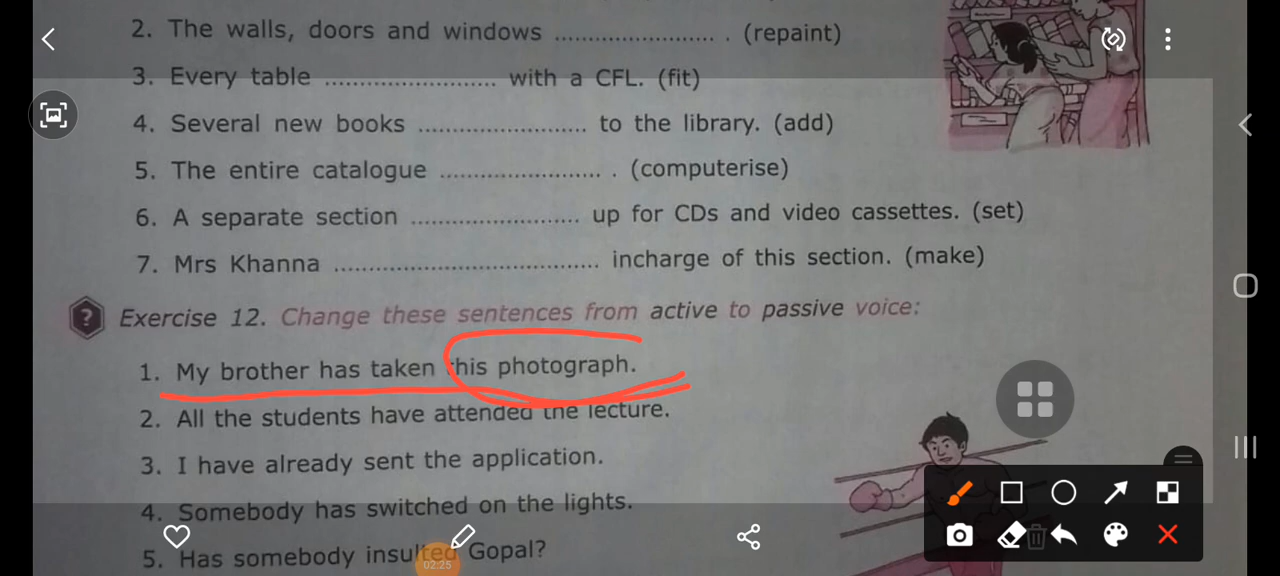 2. The walls, doors and windows ........................ . (repaint)
3. Every table .......................... with a CFL. (fit)
4. Several new books ......................... to the library. (add)
5. The entire catalogue ........................ . (computerise)
6. A separate section ......................... up for CDs and video cassettes. (set)
7. Mrs Khanna ....................................... incharge of this section. (make)
? Exercise 12. Change these sentences from active to passive voice:
1. My brother has taken this photograph.
2. All the students have attended the lecture.
3. I have already sent the application.
4. Somebody has switched on the lights.
5. Has somebody insulted Gopal?
02:25